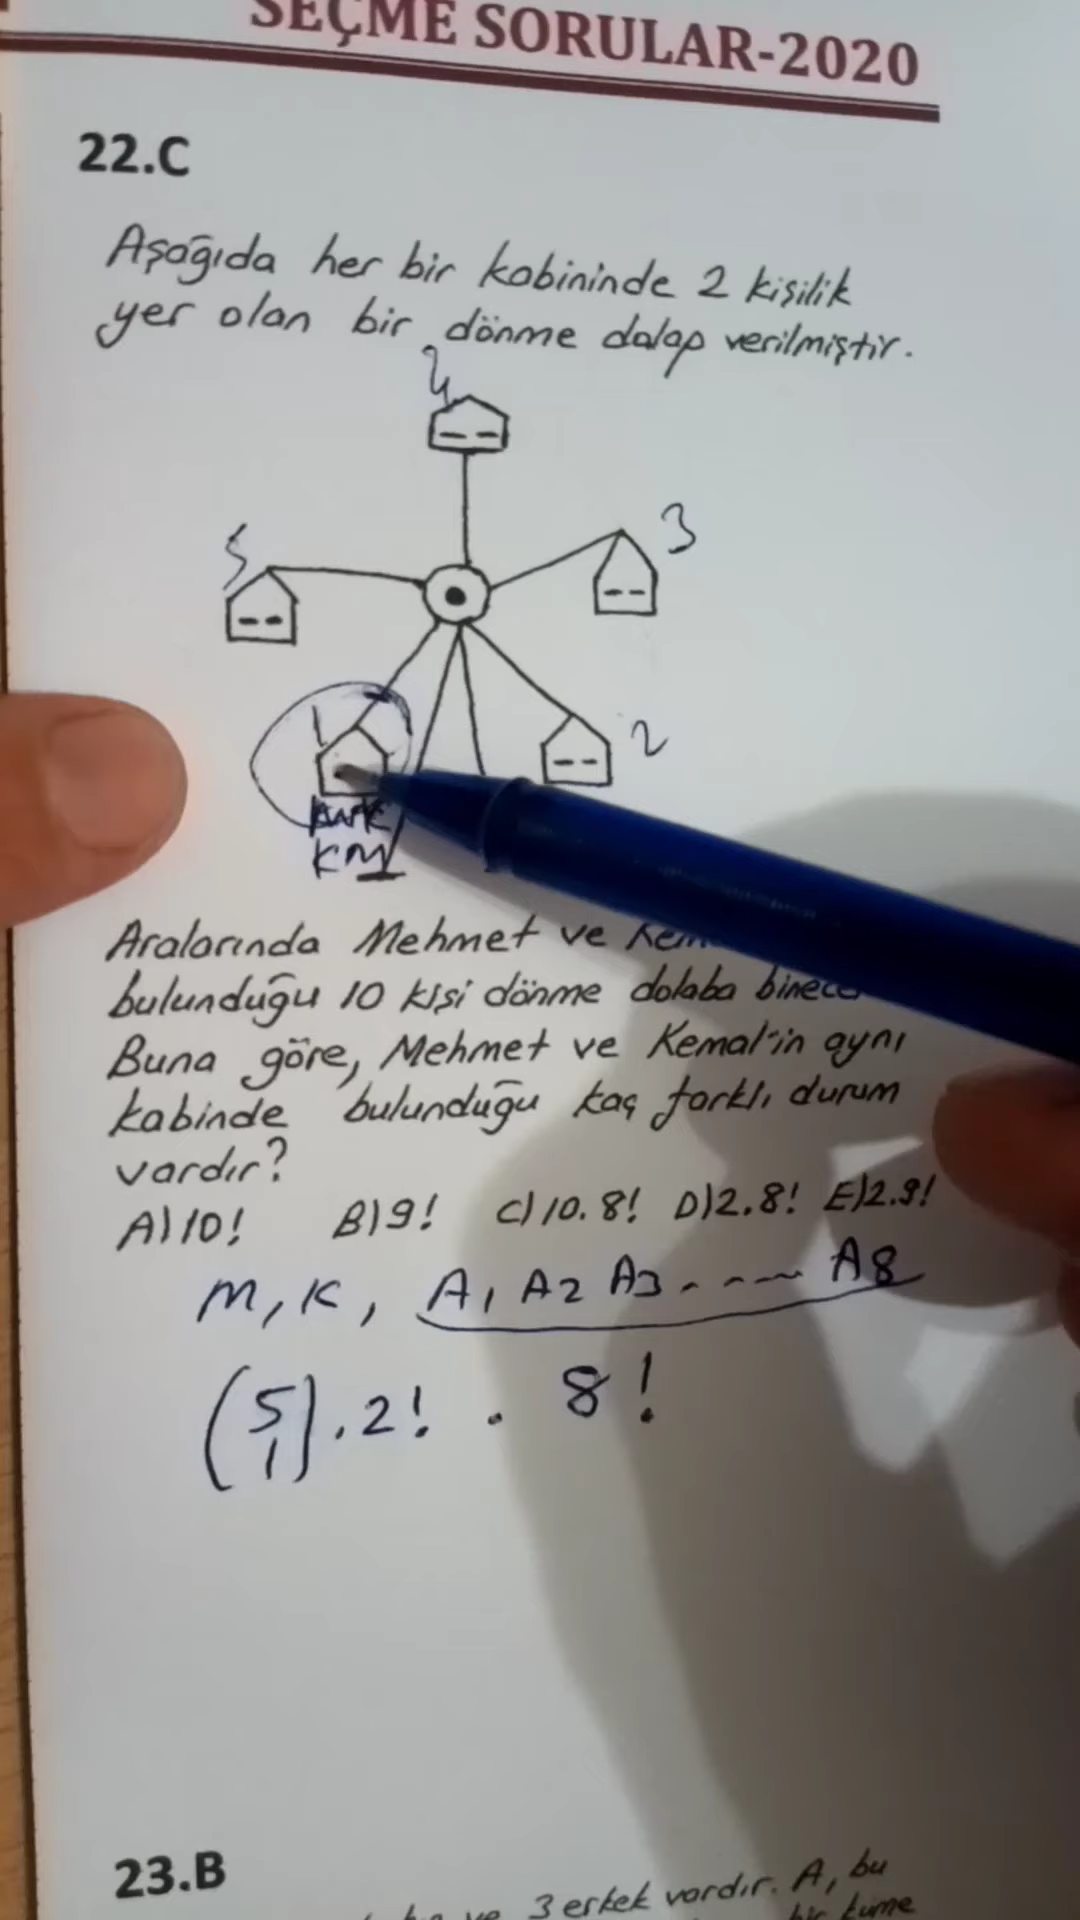 SEÇME SORULAR-2020
22.C
Aşağıda her bir kabininde 2 kişilik
yer olan bir dönme dolap verilmiştir.
4
5
3
1
2
KM
Aralarında Mehmet ve
bulunduğu 10 kişi dönme dolaba
Buna göre, Mehmet ve Kemal'in aynı
kabinde bulunduğu kaç farklı durum
vardır?
A)10! B)9! C)10.8! D)2.8! E)2.9!
M, K, A1 A2 A3 . - - - A8
(5 1) . 2! . 8!
23.B
ve 3 erkek vardır. A, bu
bir küme